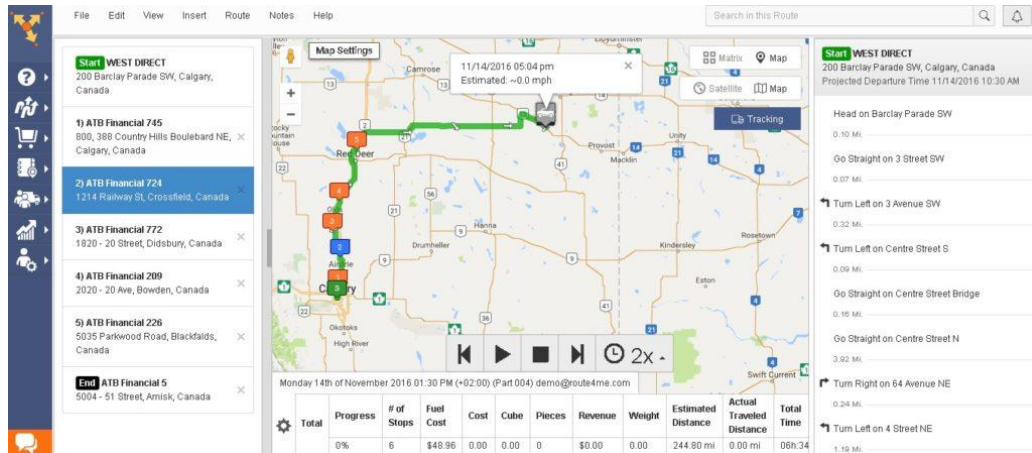 File Edit View Insert Route Notes Help
Search in this Route
Start WEST DIRECT
200 Barclay Parade SW, Calgary,
Canada
1) ATB Financial 745
800, 388 Country Hills Boulebard NE,
Calgary, Canada
2) ATB Financial 724
1214 Railway St, Crossfield, Canada
3) ATB Financial 772
1820 - 20 Street, Didsbury, Canada
4) ATB Financial 209
2020 - 20 Ave, Bowden, Canada
5) ATB Financial 226
5035 Parkwood Road, Blackfalds,
Canada
End ATB Financial 5
5004 - 51 Street, Amisk, Canada
Map Settings
11/14/2016 05:04 pm
Estimated: ~0.0 mph
Matrix Map
Satellite Map
Tracking
Camrose
Red Deer
Provost
Macklin
Unity
Hanna
Drumheller
Kindersley
Rosetown
Eston
Airdrie
Okotoks
High River
Swift Current
2x
Monday 14th of November 2016 01:30 PM (+02:00) (Part 004) demo@route4me.com
Total Progress # of Stops Fuel Cost Cost Cube Pieces Revenue Weight Estimated Distance Actual Traveled Distance Total Time
0% 6 $48.96 0.00 0.00 0 $0.00 0.00 244.80 mi 0.00 mi 06h:34
Start WEST DIRECT
200 Barclay Parade SW, Calgary, Canada
Projected Departure Time 11/14/2016 10:30 AM
Head on Barclay Parade SW
0.10 Mi.
Go Straight on 3 Street SW
0.07 Mi.
Turn Left on 3 Avenue SW
0.32 Mi.
Turn Left on Centre Street S
0.09 Mi.
Go Straight on Centre Street Bridge
0.16 Mi.
Go Straight on Centre Street N
3.92 Mi.
Turn Right on 64 Avenue NE
0.24 Mi.
Turn Left on 4 Street NE
1.19 Mi.